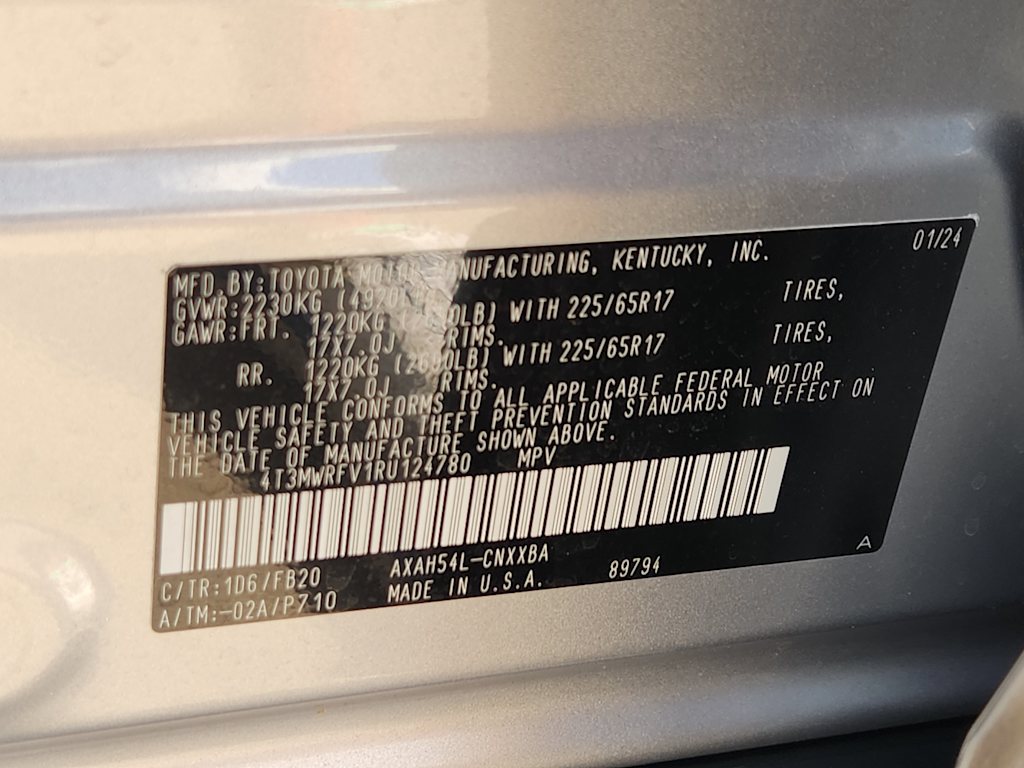 01/24
MFD. BY: TOYOTA MOTOR MANUFACTURING, KENTUCKY, INC.
GVWR: 2230KG (4920
GAWR: FRT. 1220KG WITH 225/65R17 TIRES,
17X7.0J RIMS.
RR. 1220KG WITH 225/65R17 TIRES,
17X7.0J RIMS.
THIS VEHICLE CONFORMS TO ALL APPLICABLE FEDERAL MOTOR
VEHICLE SAFETY AND THEFT PREVENTION STANDARDS IN EFFECT ON
THE DATE OF MANUFACTURE SHOWN ABOVE.
4T3MWRFV1RU124780 MPV
C/TR: 1D6/FB20 AXAH54L-CNXXBA
A/TM:-02A/P710 MADE IN U.S.A. 89794 A